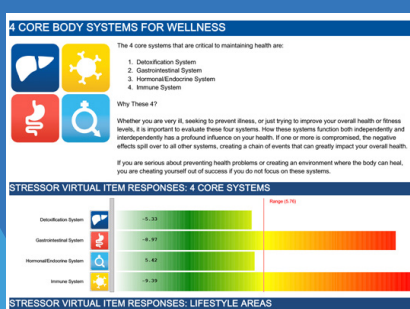 4 CORE BODY SYSTEMS FOR WELLNESS
The 4 core systems that are critical to maintaining health are:
1. Detoxification System
2. Gastrointestinal System
3. Hormonal/Endocrine System
4. Immune System
Why These 4?
Whether you are very ill, seeking to prevent illness, or just trying to improve your overall health or fitness
levels, it is important to evaluate these four systems. How these systems function both independently and
interdependently has a profound influence on your health. If one or more is compromised, the negative
effects spill over to all other systems, creating a chain of events that can greatly impact your overall health.
If you are serious about preventing health problems or creating an environment where the body can heal,
you are cheating yourself out of success if you do not focus on these systems.
STRESSOR VIRTUAL ITEM RESPONSES: 4 CORE SYSTEMS
Range (5.76)
Detoxification System -5.33
Gastrointestinal System -8.97
Hormonal/Endocrine System 5.42
Immune System -9.39
STRESSOR VIRTUAL ITEM RESPONSES: LIFESTYLE AREAS